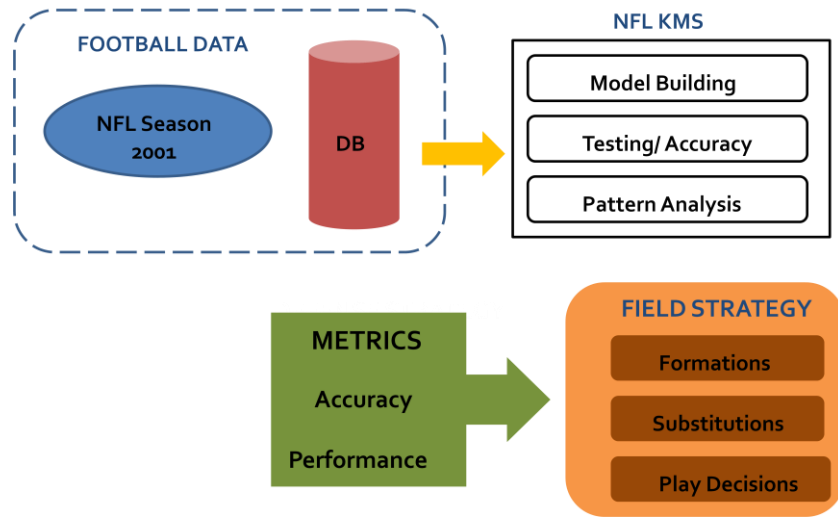 FOOTBALL DATA
NFL Season
2001
DB
NFL KMS
Model Building
Testing/ Accuracy
Pattern Analysis
METRICS
Accuracy
Performance
FIELD STRATEGY
Formations
Substitutions
Play Decisions